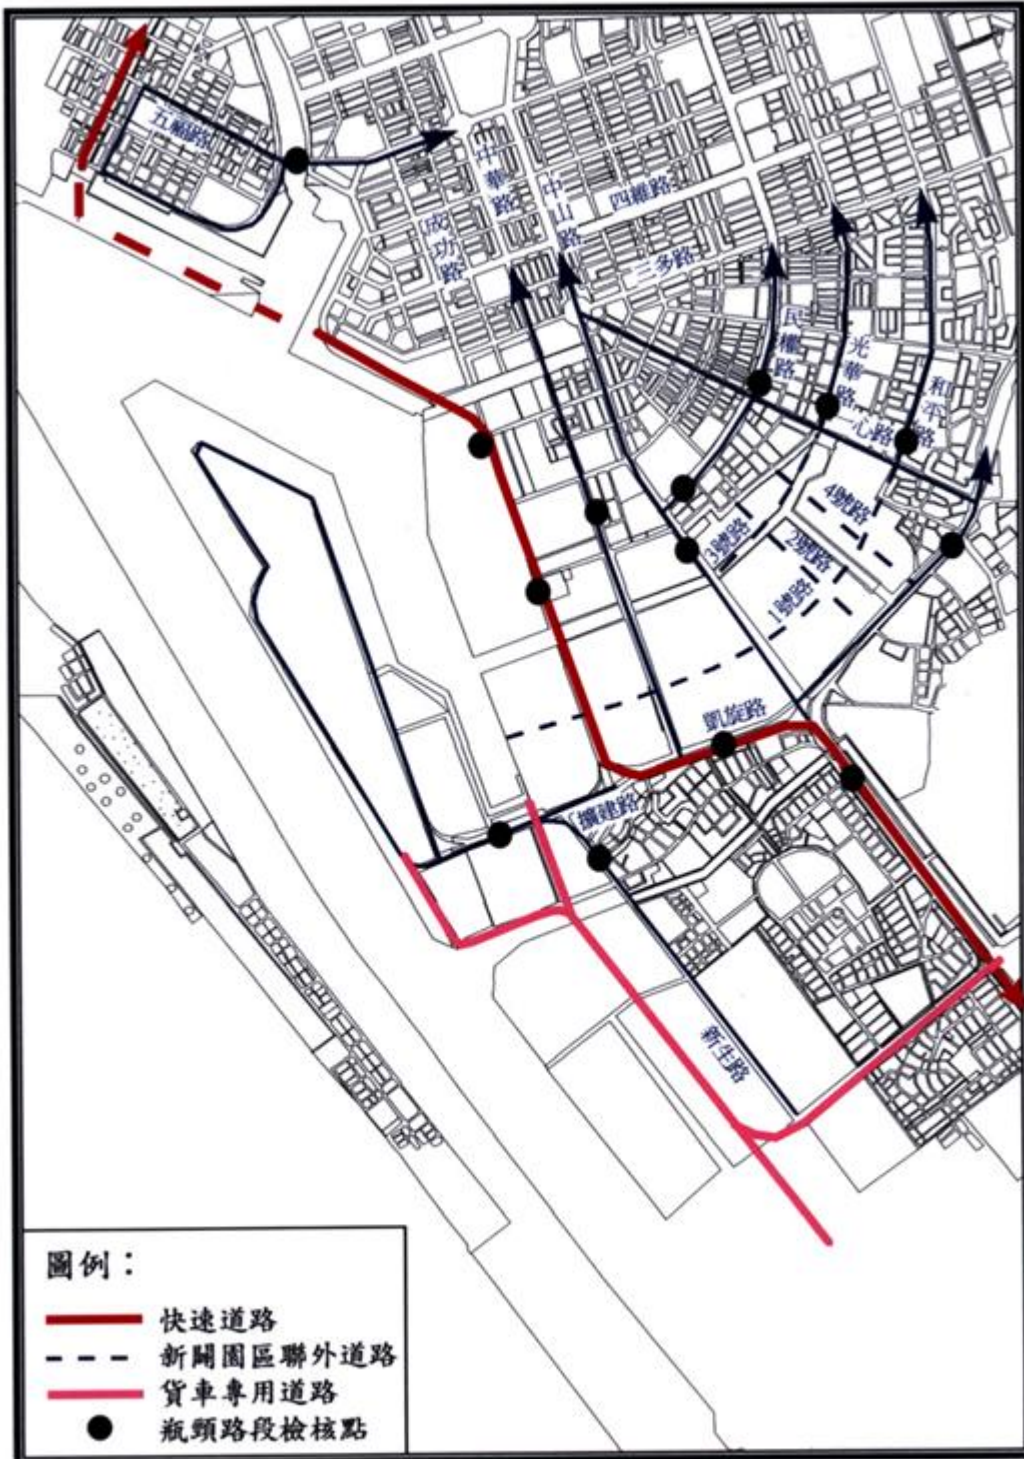 五福路
中華路
中山路
四維路
成功路
三多路
民權路
光華路
和平路
一心路
4號路
3號路
2號路
1號路
凱旋路
擴建路
新生路
圖例：
快速道路
新闢園區聯外道路
貨車專用道路
瓶頸路段檢核點